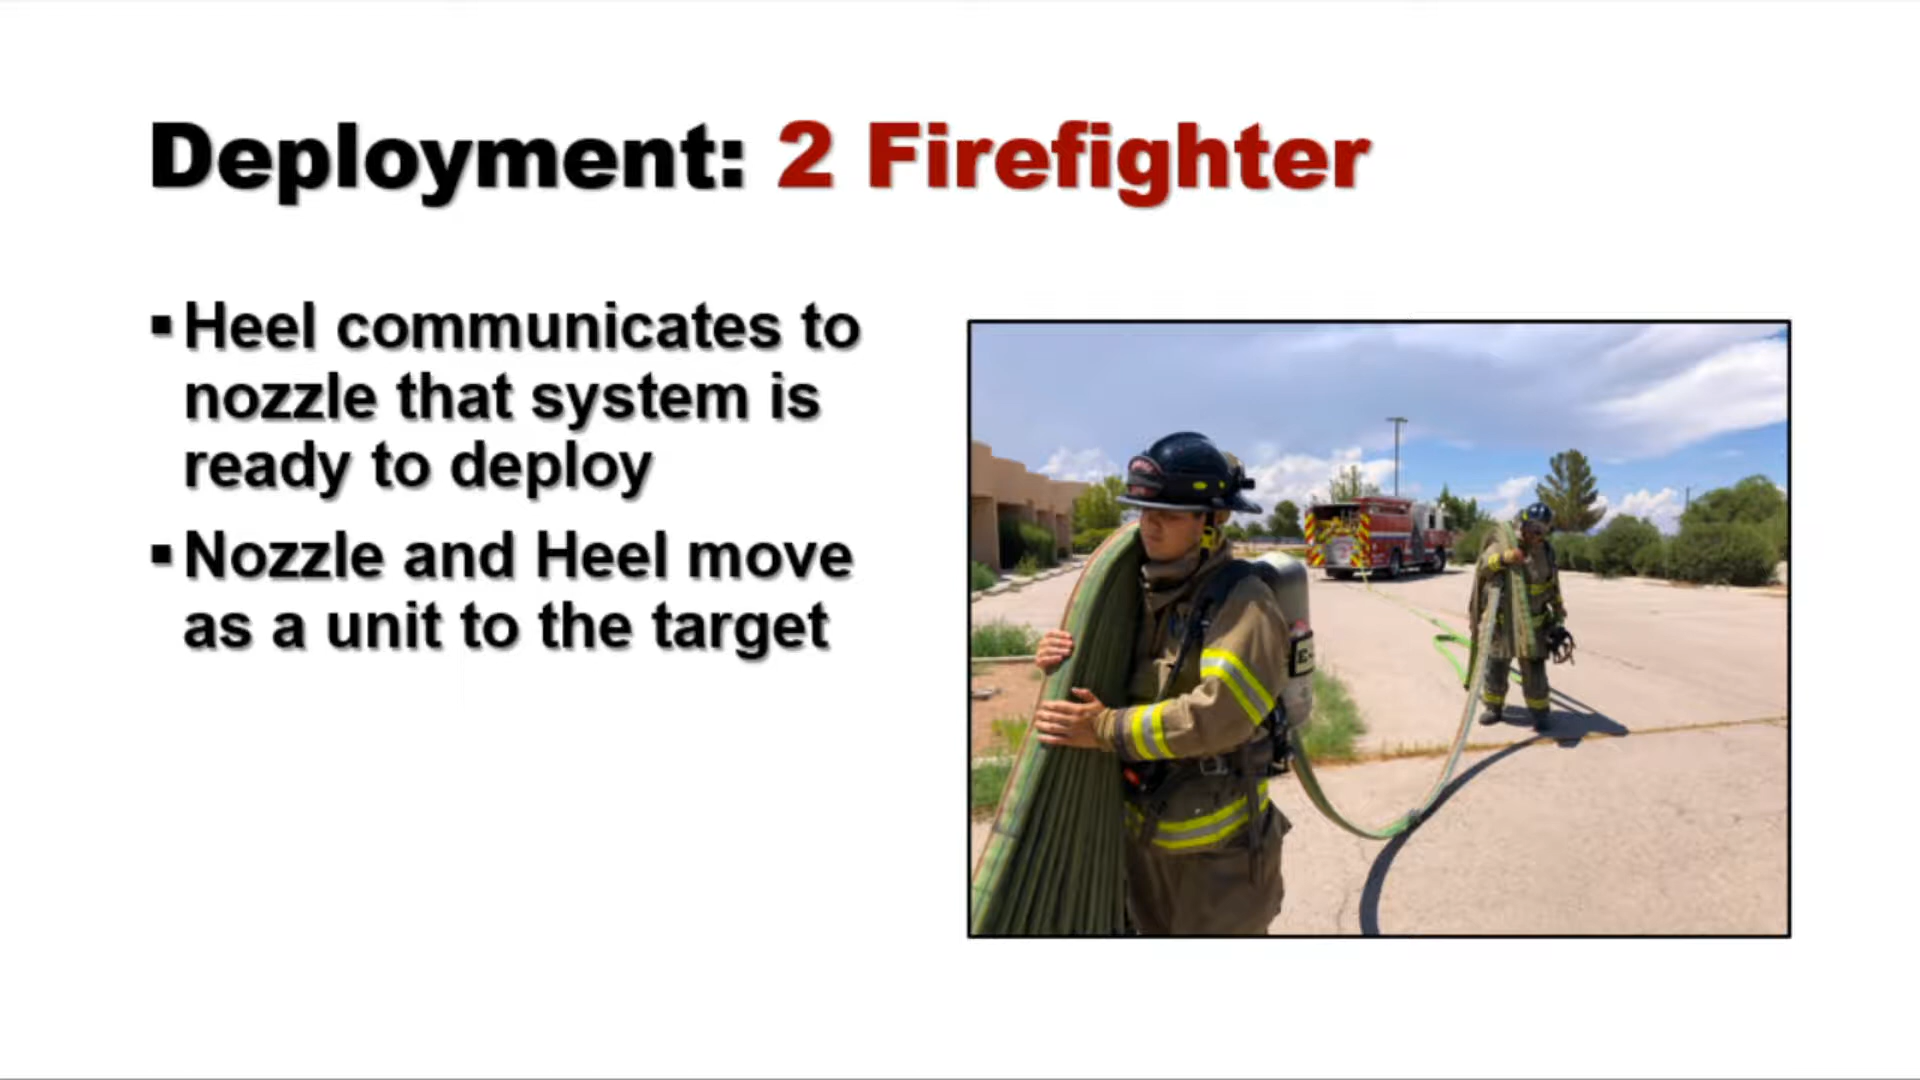 Deployment: 2 Firefighter
▪ Heel communicates to
nozzle that system is
ready to deploy
▪ Nozzle and Heel move
as a unit to the target